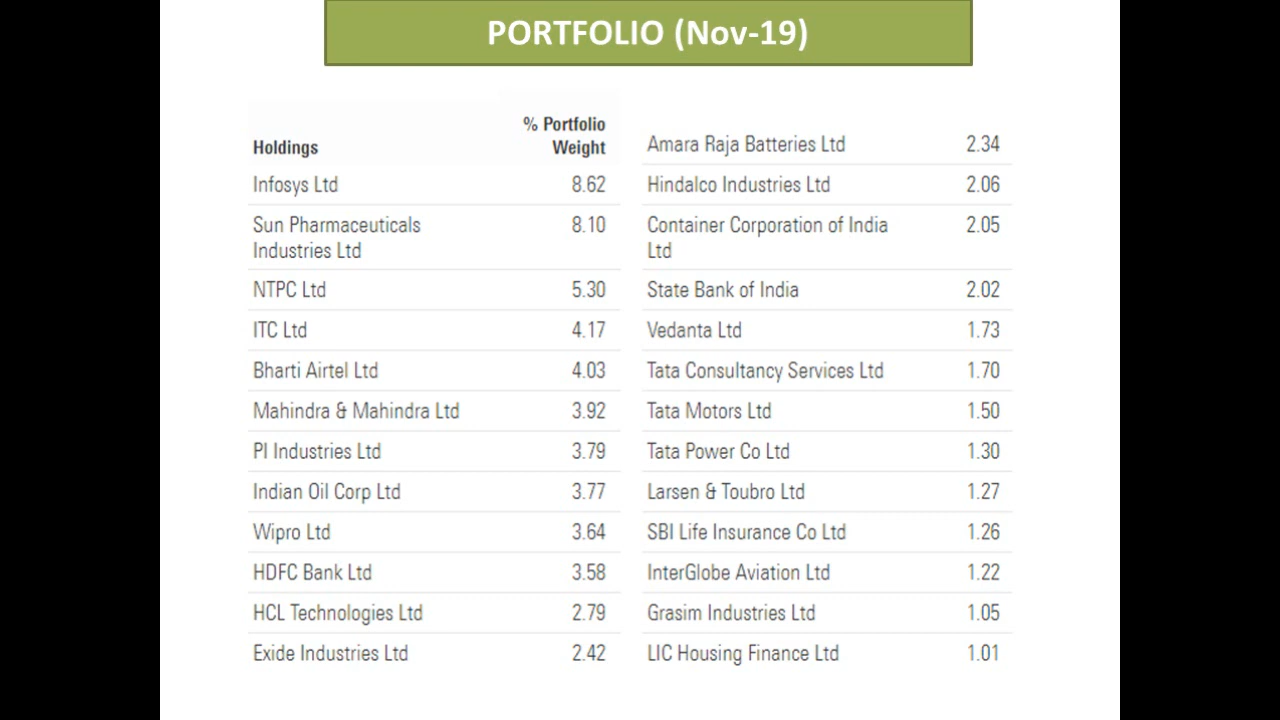 PORTFOLIO (Nov-19)
Holdings % Portfolio
Weight
Infosys Ltd 8.62
Sun Pharmaceuticals 8.10
Industries Ltd
NTPC Ltd 5.30
ITC Ltd 4.17
Bharti Airtel Ltd 4.03
Mahindra & Mahindra Ltd 3.92
PI Industries Ltd 3.79
Indian Oil Corp Ltd 3.77
Wipro Ltd 3.64
HDFC Bank Ltd 3.58
HCL Technologies Ltd 2.79
Exide Industries Ltd 2.42
Amara Raja Batteries Ltd 2.34
Hindalco Industries Ltd 2.06
Container Corporation of India 2.05
Ltd
State Bank of India 2.02
Vedanta Ltd 1.73
Tata Consultancy Services Ltd 1.70
Tata Motors Ltd 1.50
Tata Power Co Ltd 1.30
Larsen & Toubro Ltd 1.27
SBI Life Insurance Co Ltd 1.26
InterGlobe Aviation Ltd 1.22
Grasim Industries Ltd 1.05
LIC Housing Finance Ltd 1.01